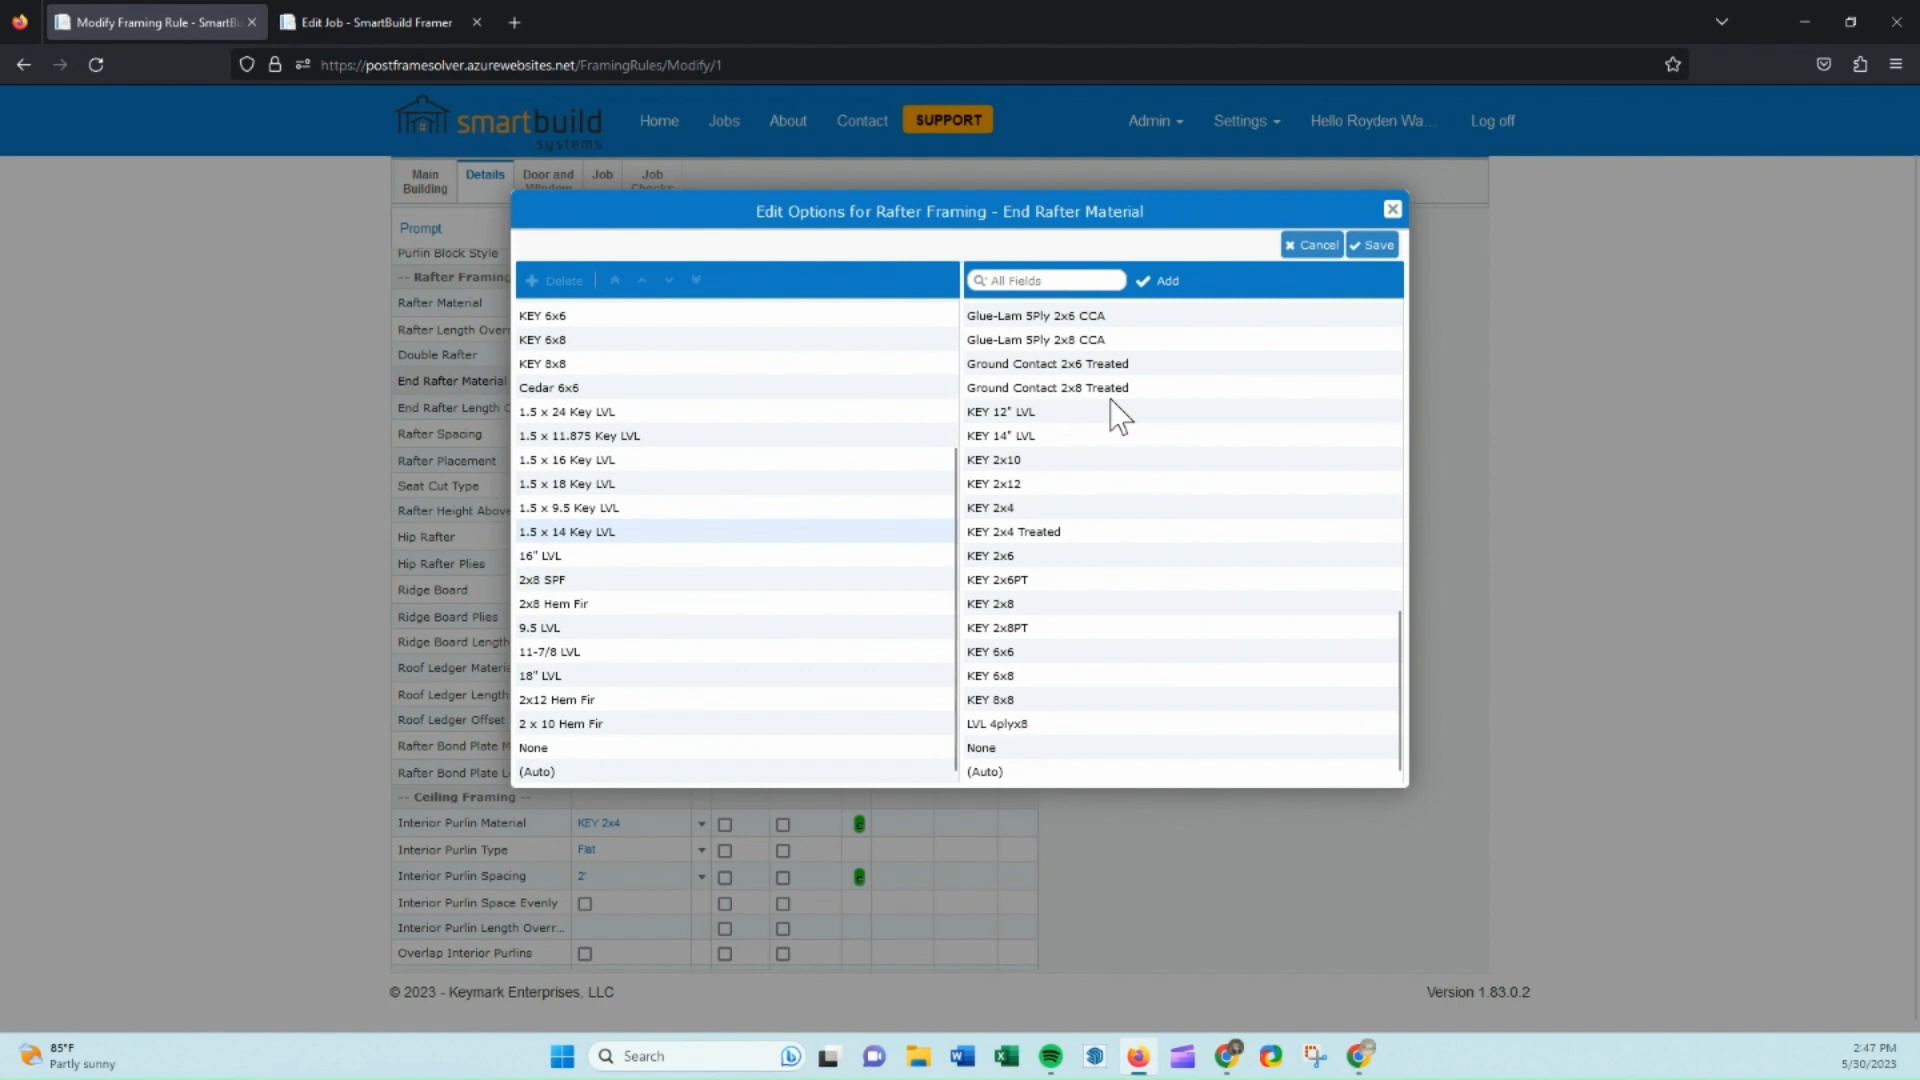 Modify Framing Rule - SmartBu
Edit Job - SmartBuild Framer
https://postframesolver.azurewebsites.net/FramingRules/Modify/1
smartbuild
systems
Home
Jobs
About
Contact
SUPPORT
Admin
Settings
Hello Royden Wa...
Log off
Main
Building
Details
Door and
Window
Job
Job
Checks
Edit Options for Rafter Framing - End Rafter Material
Cancel
Save
Prompt
Purlin Block Style
-- Rafter Framing
Rafter Material
Rafter Length Over
Double Rafter
End Rafter Material
End Rafter Length O
Rafter Spacing
Rafter Placement
Seat Cut Type
Rafter Height Above
Hip Rafter
Hip Rafter Plies
Ridge Board
Ridge Board Plies
Ridge Board Length
Roof Ledger Materi
Roof Ledger Length
Roof Ledger Offset
Rafter Bond Plate M
Rafter Bond Plate L
Delete
KEY 6x6
KEY 6x8
KEY 8x8
Cedar 6x6
1.5 x 24 Key LVL
1.5 x 11.875 Key LVL
1.5 x 16 Key LVL
1.5 x 18 Key LVL
1.5 x 9.5 Key LVL
1.5 x 14 Key LVL
16" LVL
2x8 SPF
2x8 Hem Fir
9.5 LVL
11-7/8 LVL
18" LVL
2x12 Hem Fir
2 x 10 Hem Fir
None
(Auto)
All Fields
Add
Glue-Lam 5Ply 2x6 CCA
Glue-Lam 5Ply 2x8 CCA
Ground Contact 2x6 Treated
Ground Contact 2x8 Treated
KEY 12" LVL
KEY 14" LVL
KEY 2x10
KEY 2x12
KEY 2x4
KEY 2x4 Treated
KEY 2x6
KEY 2x6PT
KEY 2x8
KEY 2x8PT
KEY 6x6
KEY 6x8
KEY 8x8
LVL 4plyx8
None
(Auto)
-- Ceiling Framing --
Interior Purlin Material KEY 2x4
Interior Purlin Type Flat
Interior Purlin Spacing 2'
Interior Purlin Space Evenly
Interior Purlin Length Overr...
Overlap Interior Purlins
© 2023 - Keymark Enterprises, LLC
Version 1.83.0.2
85°F
Partly sunny
Search
2:47 PM
5/30/2023